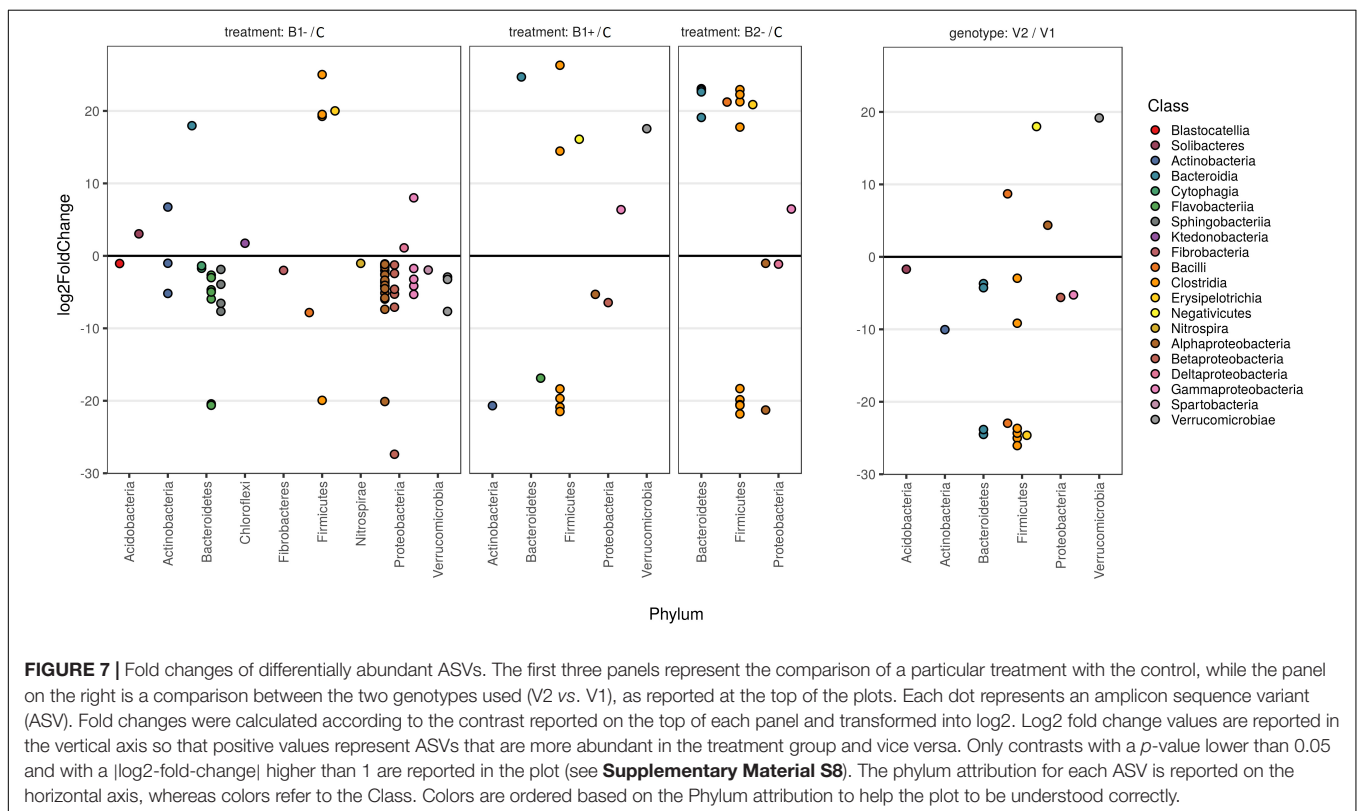 treatment: B1- / C
treatment: B1+ / C
treatment: B2- / C
genotype: V2 / V1
log2FoldChange
20
10
0
-10
-20
-30
20
10
0
-10
-20
-30
Acidobacteria
Actinobacteria
Bacteroidetes
Chloroflexi
Fibrobacteres
Firmicutes
Nitrospirae
Proteobacteria
Verrucomicrobia
Actinobacteria
Bacteroidetes
Firmicutes
Proteobacteria
Verrucomicrobia
Bacteroidetes
Firmicutes
Proteobacteria
Acidobacteria
Actinobacteria
Bacteroidetes
Firmicutes
Proteobacteria
Verrucomicrobia
Phylum
Class
Blastocatellia
Solibacteres
Actinobacteria
Bacteroidia
Cytophagia
Flavobacteriia
Sphingobacteriia
Ktedonobacteria
Fibrobacteria
Bacilli
Clostridia
Erysipelotrichia
Negativicutes
Nitrospira
Alphaproteobacteria
Betaproteobacteria
Deltaproteobacteria
Gammaproteobacteria
Spartobacteria
Verrucomicrobiae
FIGURE 7 | Fold changes of differentially abundant ASVs. The first three panels represent the comparison of a particular treatment with the control, while the panel
on the right is a comparison between the two genotypes used (V2 vs. V1), as reported at the top of the plots. Each dot represents an amplicon sequence variant
(ASV). Fold changes were calculated according to the contrast reported on the top of each panel and transformed into log2. Log2 fold change values are reported in
the vertical axis so that positive values represent ASVs that are more abundant in the treatment group and vice versa. Only contrasts with a p-value lower than 0.05
and with a |log2-fold-change| higher than 1 are reported in the plot (see Supplementary Material S8). The phylum attribution for each ASV is reported on the
horizontal axis, whereas colors refer to the Class. Colors are ordered based on the Phylum attribution to help the plot to be understood correctly.